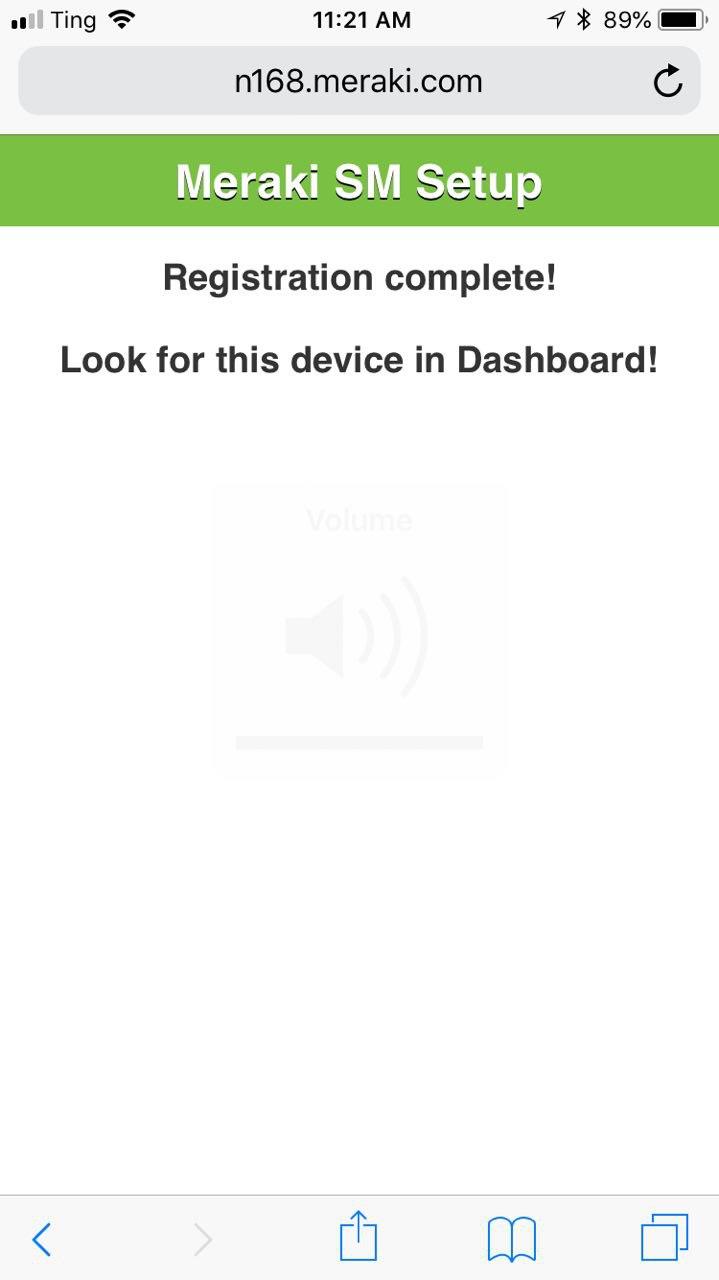 Ting 11:21 AM 89%
n168.meraki.com
Meraki SM Setup
Registration complete!
Look for this device in Dashboard!
Volume